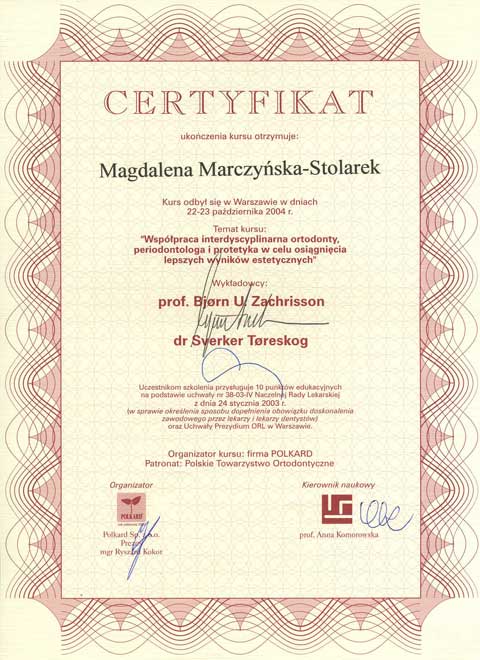 CERTYFIKAT
ukończenia kursu otrzymuje:
Magdalena Marczyńska-Stolarek
Kurs odbył się w Warszawie w dniach
22-23 października 2004 r.
Temat kursu:
"Współpraca interdyscyplinarna ortodonty,
periodontologa i protetyka w celu osiągnięcia
lepszych wyników estetycznych"
Wykładowcy:
prof. Bjørn U. Zachrisson
dr Sverker Tøreskog
Uczestnikom szkolenia przysługuje 10 punktów edukacyjnych
na podstawie uchwały nr 38-03-IV Naczelnej Rady Lekarskiej
z dnia 24 stycznia 2003 r.
(w sprawie określenia sposobu dopełnienia obowiązku doskonalenia
zawodowego przez lekarzy i lekarzy dentystów)
oraz Uchwały Prezydium ORL w Warszawie.
Organizator kursu: firma POLKARD
Patronat: Polskie Towarzystwo Ortodontyczne
Organizator
POLKARD
Polkard Sp. z o.o.
Prezes
mgr Ryszard Kokot
Kierownik naukowy
prof. Anna Komorowska